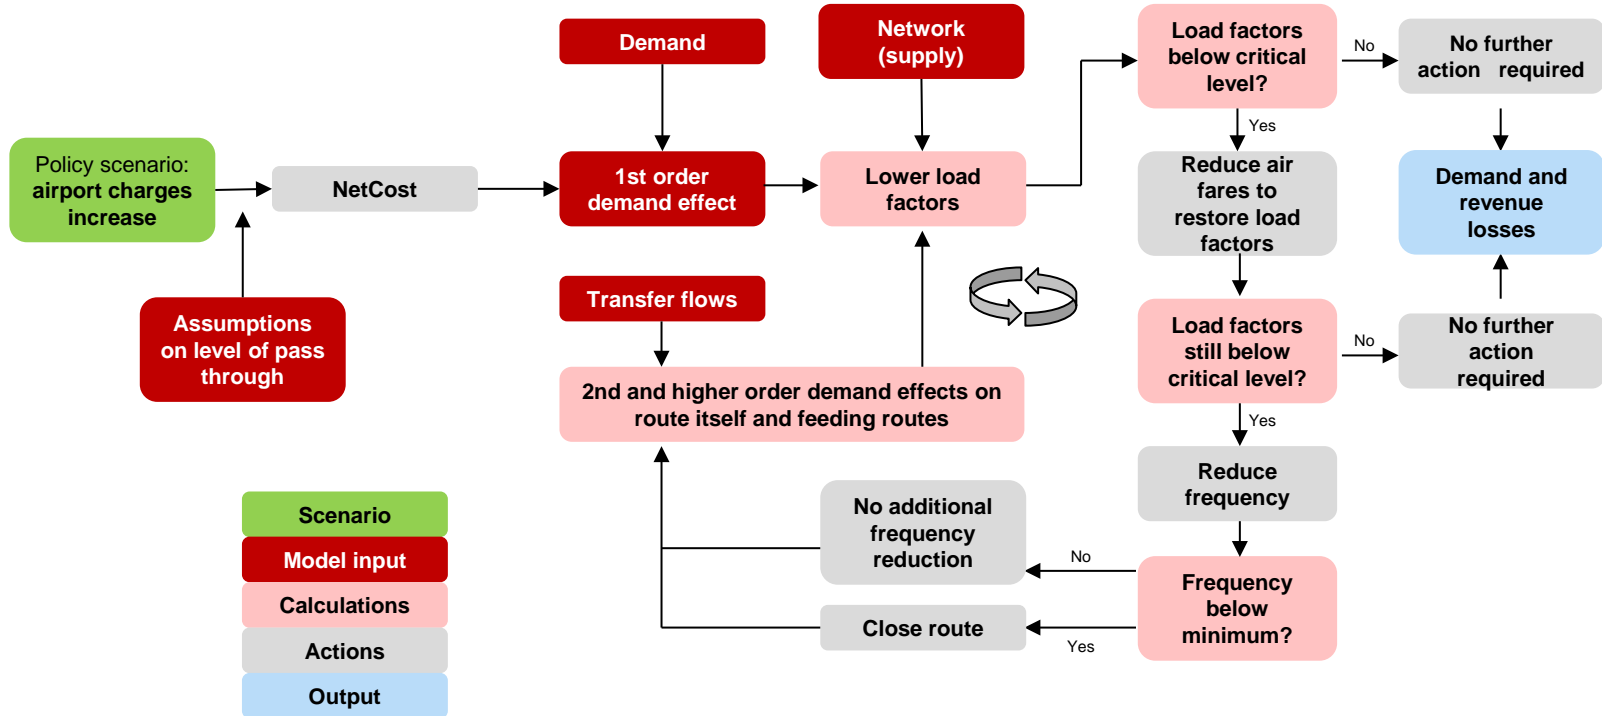 Demand
Network
(supply)
Load factors
below critical
level?
No
No further
action required
Yes
Policy scenario:
airport charges
increase
NetCost
1st order
demand effect
Lower load
factors
Reduce air
fares to
restore load
factors
Demand and
revenue
losses
Assumptions
on level of pass
through
Transfer flows
Load factors
still below
critical level?
No
No further
action
required
2nd and higher order demand effects on
route itself and feeding routes
Yes
Reduce
frequency
No additional
frequency
reduction
No
Frequency
below
minimum?
Close route
Yes
Scenario
Model input
Calculations
Actions
Output